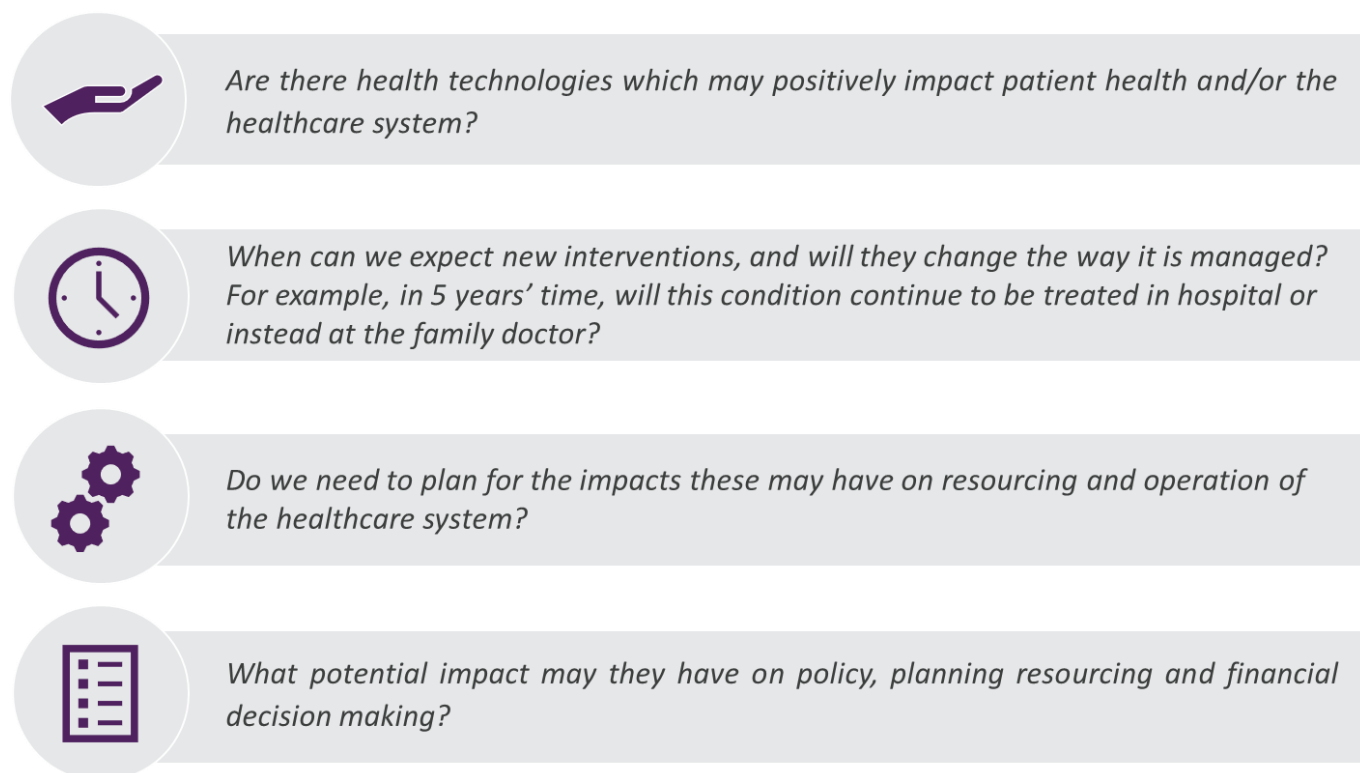 Are there health technologies which may positively impact patient health and/or the
healthcare system?
When can we expect new interventions, and will they change the way it is managed?
For example, in 5 years’ time, will this condition continue to be treated in hospital or
instead at the family doctor?
Do we need to plan for the impacts these may have on resourcing and operation of
the healthcare system?
What potential impact may they have on policy, planning resourcing and financial
decision making?